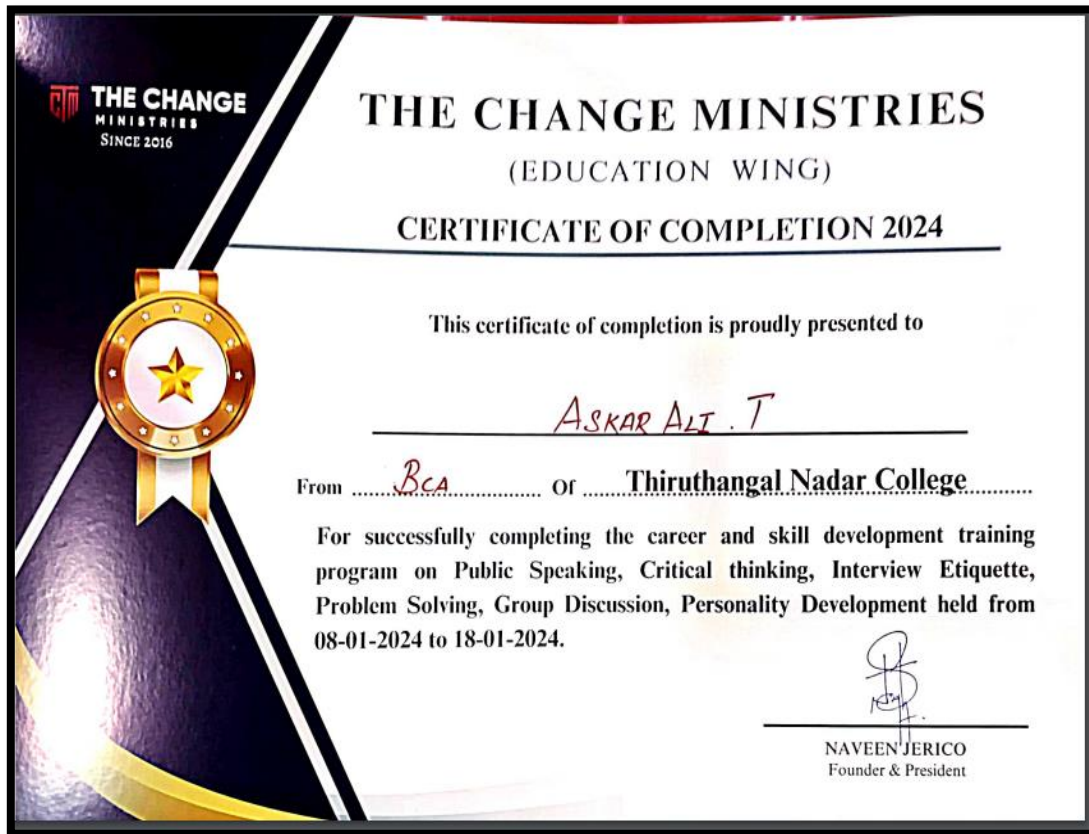 THE CHANGE
MINISTRIES
SINCE 2016
THE CHANGE MINISTRIES
(EDUCATION WING)
CERTIFICATE OF COMPLETION 2024
This certificate of completion is proudly presented to
ASKAR ALI . T
From ..... BCA ..... Of ..... Thiruthangal Nadar College .....
For successfully completing the career and skill development training
program on Public Speaking, Critical thinking, Interview Etiquette,
Problem Solving, Group Discussion, Personality Development held from
08-01-2024 to 18-01-2024.
NAVEEN JERICO
Founder & President